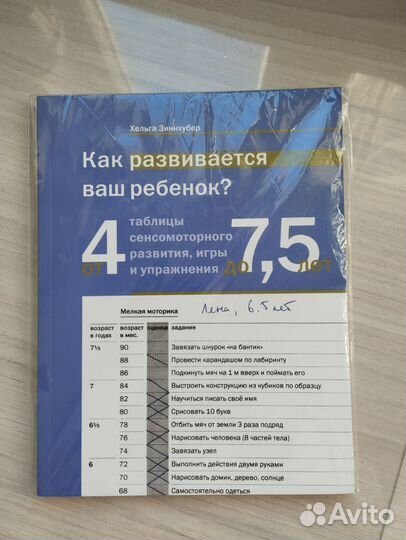 Хельга Зиннхубер
Как развивается
ваш ребенок?
от 4 до 7,5 лет
таблицы
сенсомоторного
развития, игры
и упражнения
Мелкая моторика Лена, 6.5 лет
возраст в годах возраст в мес. оценка задание
7½ 90 Завязать шнурок «на бантик»
88 Провести карандашом по лабиринту
86 Подкинуть мяч на 1 м вверх и поймать его
7 84 Выстроить конструкцию из кубиков по образцу
82 Научиться писать своё имя
80 Срисовать 10 букв
6½ 78 Отбить мяч от земли 3 раза подряд
76 Нарисовать человека (8 частей тела)
74 Завязать узел
6 72 Выполнить действия двумя руками
70 Нарисовать домик, дерево, солнце
68 Самостоятельно одеться
Avito